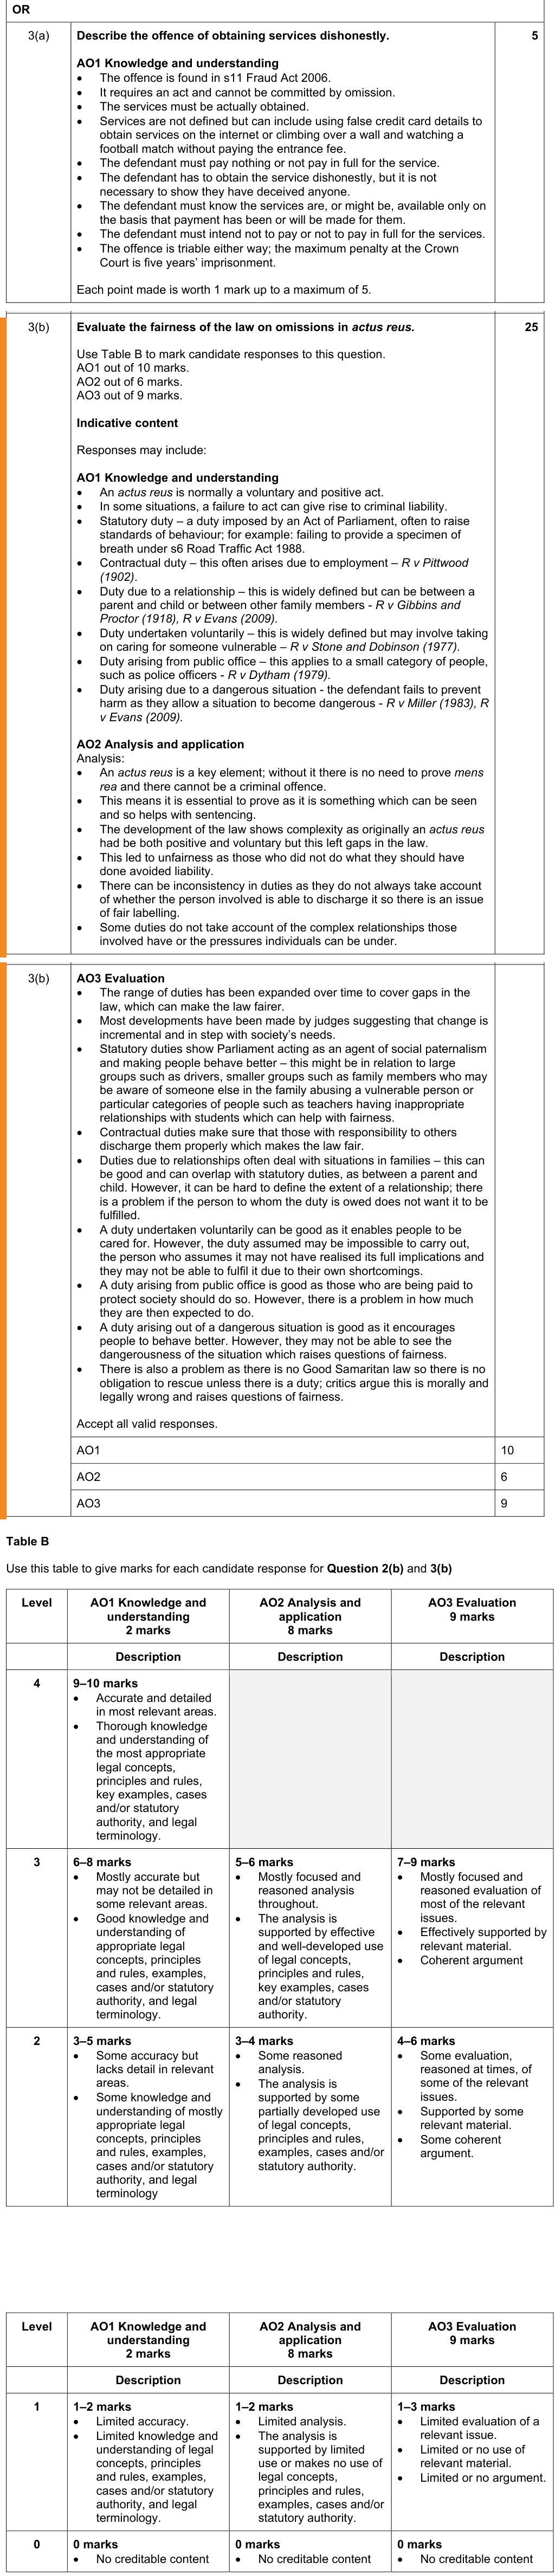 OR
3(a)
Describe the offence of obtaining services dishonestly.
5
AO1 Knowledge and understanding
• The offence is found in s11 Fraud Act 2006.
• It requires an act and cannot be committed by omission.
• The services must be actually obtained.
• Services are not defined but can include using false credit card details to
obtain services on the internet or climbing over a wall and watching a
football match without paying the entrance fee.
• The defendant must pay nothing or not pay in full for the service.
• The defendant has to obtain the service dishonestly, but it is not
necessary to show they have deceived anyone.
• The defendant must know the services are, or might be, available only on
the basis that payment has been or will be made for them.
• The defendant must intend not to pay or not to pay in full for the services.
• The offence is triable either way; the maximum penalty at the Crown
Court is five years’ imprisonment.
Each point made is worth 1 mark up to a maximum of 5.
3(b)
Evaluate the fairness of the law on omissions in actus reus.
25
Use Table B to mark candidate responses to this question.
AO1 out of 10 marks.
AO2 out of 6 marks.
AO3 out of 9 marks.
Indicative content
Responses may include:
AO1 Knowledge and understanding
• An actus reus is normally a voluntary and positive act.
• In some situations, a failure to act can give rise to criminal liability.
• Statutory duty – a duty imposed by an Act of Parliament, often to raise
standards of behaviour; for example: failing to provide a specimen of
breath under s6 Road Traffic Act 1988.
• Contractual duty – this often arises due to employment – R v Pittwood
(1902).
• Duty due to a relationship – this is widely defined but can be between a
parent and child or between other family members - R v Gibbins and
Proctor (1918), R v Evans (2009).
• Duty undertaken voluntarily – this is widely defined but may involve taking
on caring for someone vulnerable – R v Stone and Dobinson (1977).
• Duty arising from public office – this applies to a small category of people,
such as police officers - R v Dytham (1979).
• Duty arising due to a dangerous situation - the defendant fails to prevent
harm as they allow a situation to become dangerous - R v Miller (1983), R
v Evans (2009).
AO2 Analysis and application
Analysis:
• An actus reus is a key element; without it there is no need to prove mens
rea and there cannot be a criminal offence.
• This means it is essential to prove as it is something which can be seen
and so helps with sentencing.
• The development of the law shows complexity as originally an actus reus
had be both positive and voluntary but this left gaps in the law.
• This led to unfairness as those who did not do what they should have
done avoided liability.
• There can be inconsistency in duties as they do not always take account
of whether the person involved is able to discharge it so there is an issue
of fair labelling.
• Some duties do not take account of the complex relationships those
involved have or the pressures individuals can be under.
3(b)
AO3 Evaluation
• The range of duties has been expanded over time to cover gaps in the
law, which can make the law fairer.
• Most developments have been made by judges suggesting that change is
incremental and in step with society’s needs.
• Statutory duties show Parliament acting as an agent of social paternalism
and making people behave better – this might be in relation to large
groups such as drivers, smaller groups such as family members who may
be aware of someone else in the family abusing a vulnerable person or
particular categories of people such as teachers having inappropriate
relationships with students which can help with fairness.
• Contractual duties make sure that those with responsibility to others
discharge them properly which makes the law fair.
• Duties due to relationships often deal with situations in families – this can
be good and can overlap with statutory duties, as between a parent and
child. However, it can be hard to define the extent of a relationship; there
is a problem if the person to whom the duty is owed does not want it to be
fulfilled.
• A duty undertaken voluntarily can be good as it enables people to be
cared for. However, the duty assumed may be impossible to carry out,
the person who assumes it may not have realised its full implications and
they may not be able to fulfil it due to their own shortcomings.
• A duty arising from public office is good as those who are being paid to
protect society should do so. However, there is a problem in how much
they are then expected to do.
• A duty arising out of a dangerous situation is good as it encourages
people to behave better. However, they may not be able to see the
dangerousness of the situation which raises questions of fairness.
• There is also a problem as there is no Good Samaritan law so there is no
obligation to rescue unless there is a duty; critics argue this is morally and
legally wrong and raises questions of fairness.
Accept all valid responses.
AO1 10
AO2 6
AO3 9
Table B
Use this table to give marks for each candidate response for Question 2(b) and 3(b)
Level
AO1 Knowledge and
understanding
2 marks
AO2 Analysis and
application
8 marks
AO3 Evaluation
9 marks
Description
Description
Description
4
9–10 marks
• Accurate and detailed
in most relevant areas.
• Thorough knowledge
and understanding of
the most appropriate
legal concepts,
principles and rules,
key examples, cases
and/or statutory
authority, and legal
terminology.
3
6–8 marks
• Mostly accurate but
may not be detailed in
some relevant areas.
• Good knowledge and
understanding of
appropriate legal
concepts, principles
and rules, examples,
cases and/or statutory
authority, and legal
terminology.
5–6 marks
• Mostly focused and
reasoned analysis
throughout.
• The analysis is
supported by effective
and well-developed use
of legal concepts,
principles and rules,
key examples, cases
and/or statutory
authority.
7–9 marks
• Mostly focused and
reasoned evaluation of
most of the relevant
issues.
• Effectively supported by
relevant material.
• Coherent argument
2
3–5 marks
• Some accuracy but
lacks detail in relevant
areas.
• Some knowledge and
understanding of mostly
appropriate legal
concepts, principles
and rules, examples,
cases and/or statutory
authority, and legal
terminology
3–4 marks
• Some reasoned
analysis.
• The analysis is
supported by some
partially developed use
of legal concepts,
principles and rules,
examples, cases and/or
statutory authority.
4–6 marks
• Some evaluation,
reasoned at times, of
some of the relevant
issues.
• Supported by some
relevant material.
• Some coherent
argument.
Level
AO1 Knowledge and
understanding
2 marks
AO2 Analysis and
application
8 marks
AO3 Evaluation
9 marks
Description
Description
Description
1
1–2 marks
• Limited accuracy.
• Limited knowledge and
understanding of legal
concepts, principles
and rules, examples,
cases and/or statutory
authority, and legal
terminology.
1–2 marks
• Limited analysis.
• The analysis is
supported by limited
use or makes no use of
legal concepts,
principles and rules,
examples, cases and/or
statutory authority.
1–3 marks
• Limited evaluation of a
relevant issue.
• Limited or no use of
relevant material.
• Limited or no argument.
0
0 marks
• No creditable content
0 marks
• No creditable content
0 marks
• No creditable content